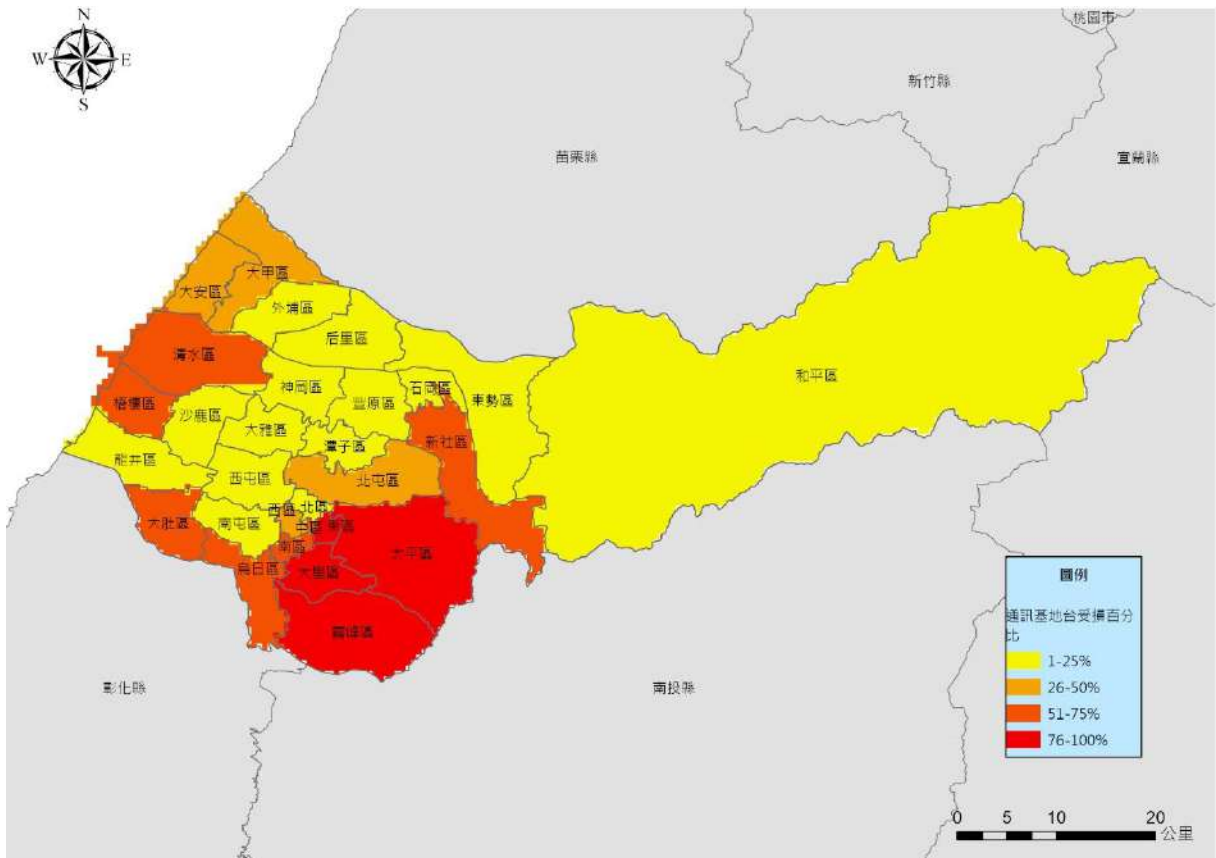 N
W
E
S
桃園市
新竹縣
苗栗縣
宜蘭縣
大甲區
大安區
外埔區
后里區
清水區
和平區
神岡區
石岡區
東勢區
梧棲區
沙鹿區
豐原區
大雅區
新社區
潭子區
龍井區
西屯區
北屯區
北區
西區
大肚區
南屯區
中區
東區
南區
太平區
烏日區
大里區
霧峰區
彰化縣
南投縣
圖例
通訊基地台受損百分
比
1-25%
26-50%
51-75%
76-100%
0 5 10 20
公里